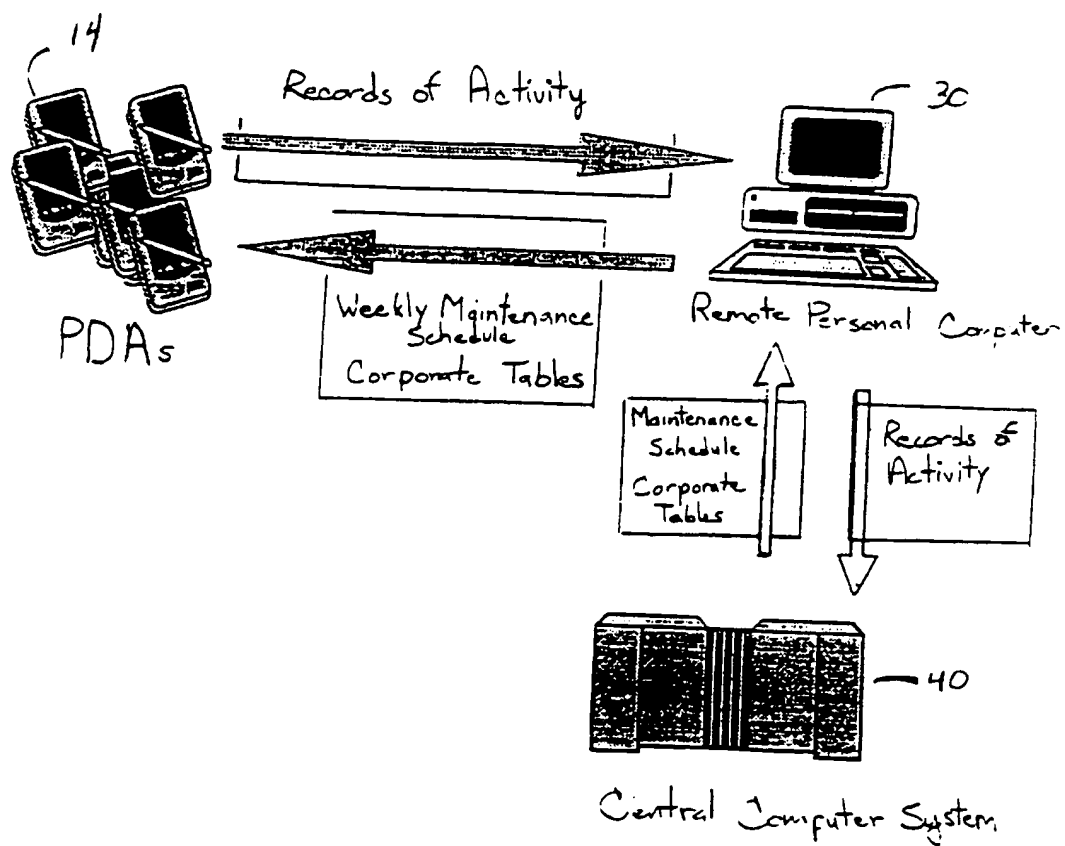 14
Records of Activity
30
PDAs
Weekly Maintenance
Schedule
Corporate Tables
Remote Personal Computer
Maintenance
Schedule
Corporate
Tables
Records of
Activity
40
Central Computer System